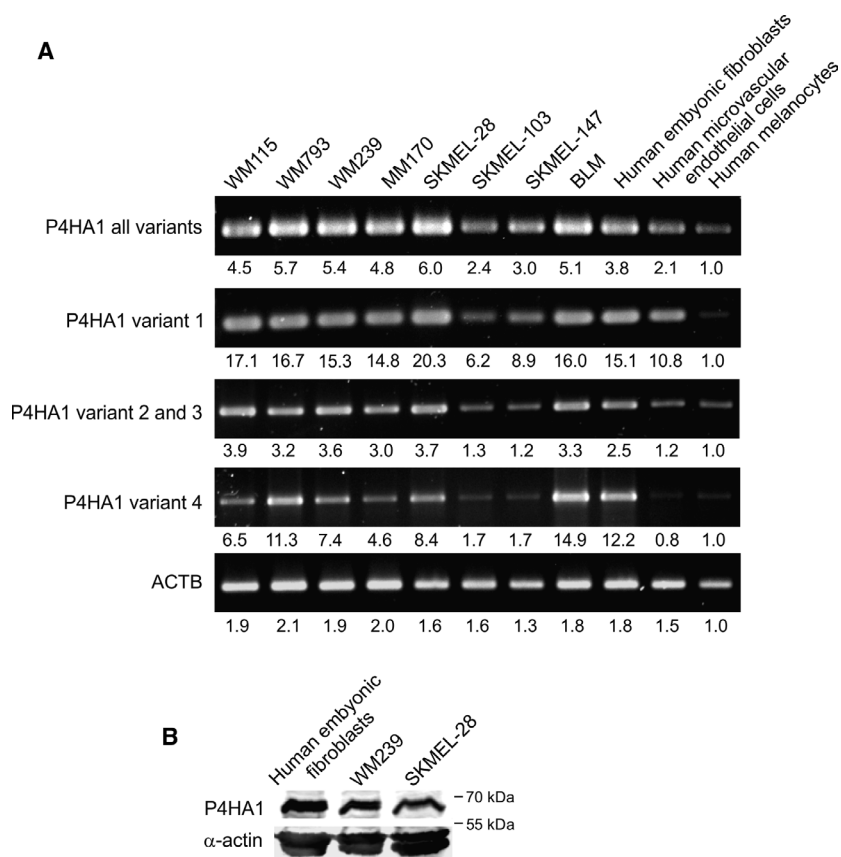 A
WM115
WM793
WM239
MM170
SKMEL-28
SKMEL-103
SKMEL-147
BLM
Human embyonic fibroblasts
Human microvascular
endothelial cells
Human melanocytes
P4HA1 all variants
4.5 5.7 5.4 4.8 6.0 2.4 3.0 5.1 3.8 2.1 1.0
P4HA1 variant 1
17.1 16.7 15.3 14.8 20.3 6.2 8.9 16.0 15.1 10.8 1.0
P4HA1 variant 2 and 3
3.9 3.2 3.6 3.0 3.7 1.3 1.2 3.3 2.5 1.2 1.0
P4HA1 variant 4
6.5 11.3 7.4 4.6 8.4 1.7 1.7 14.9 12.2 0.8 1.0
ACTB
1.9 2.1 1.9 2.0 1.6 1.6 1.3 1.8 1.8 1.5 1.0
B
Human embyonic
fibroblasts
WM239
SKMEL-28
P4HA1
70 kDa
55 kDa
α-actin